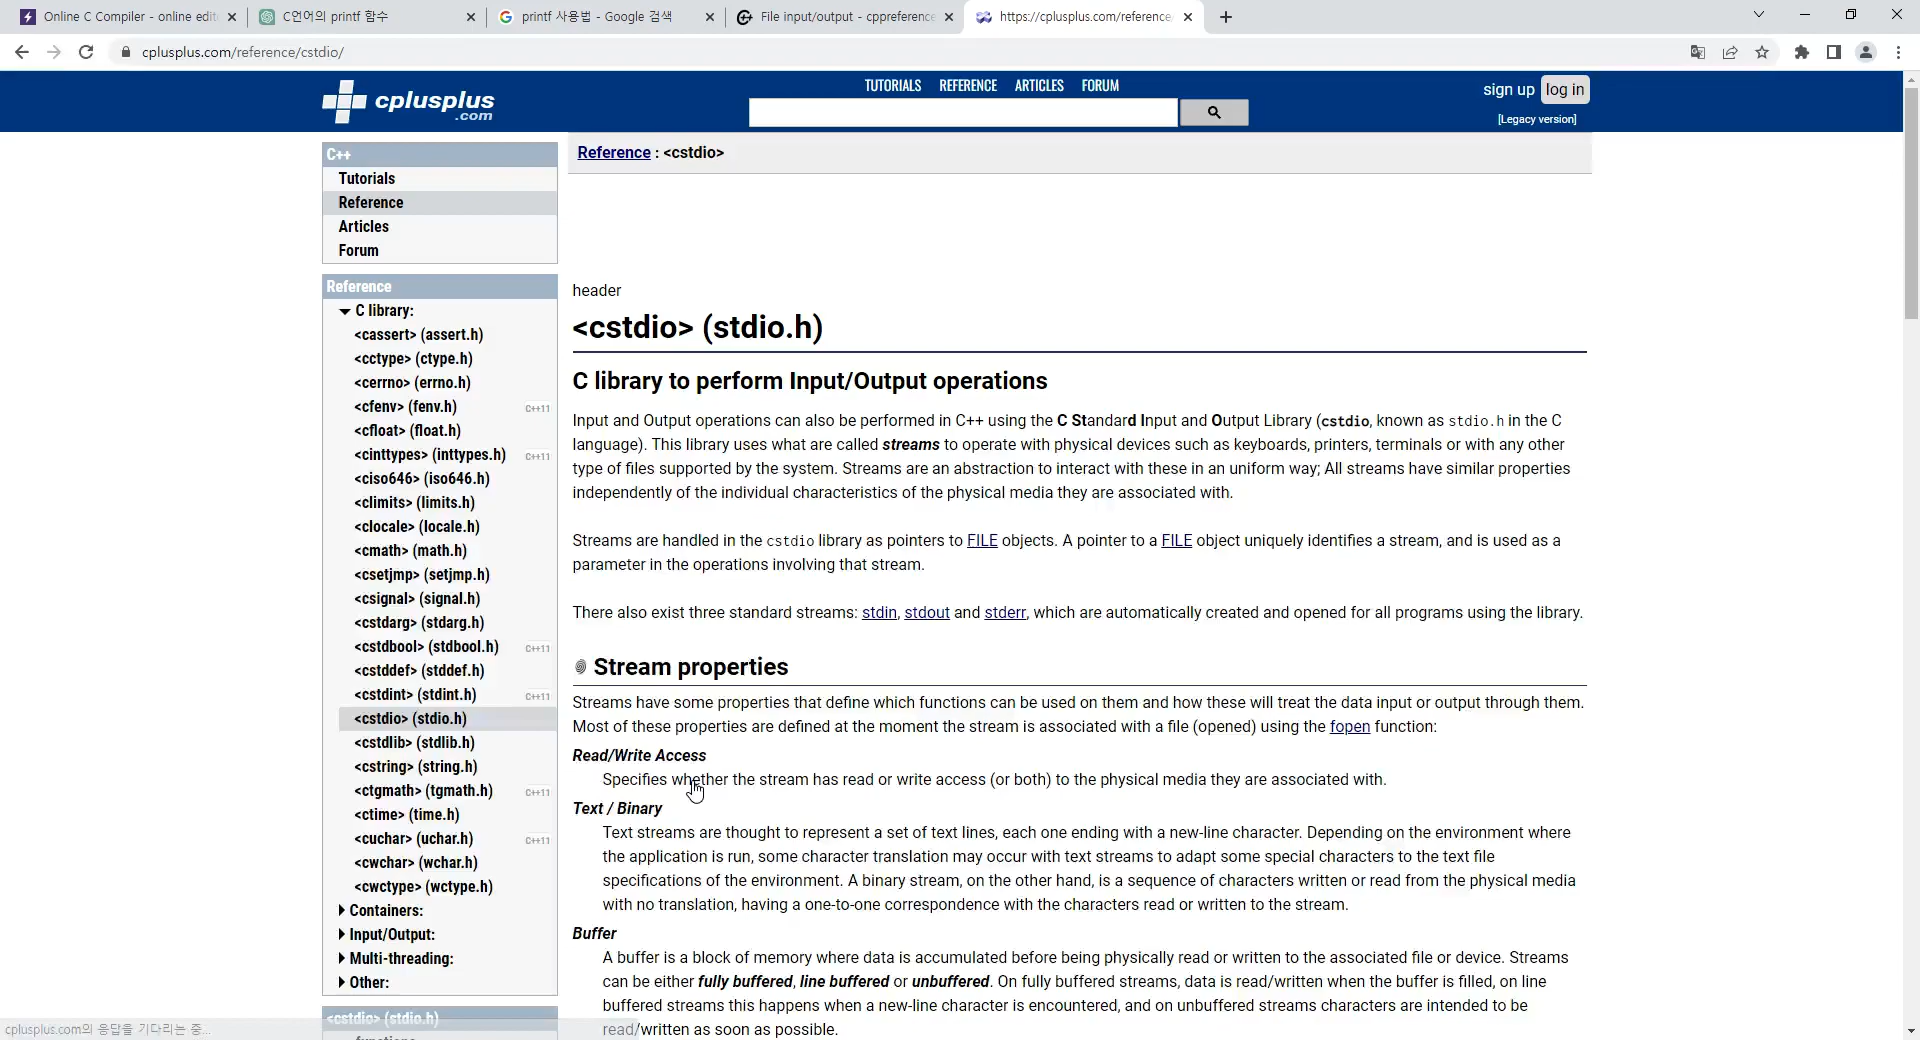 Online C Compiler - online edit
C언어의 printf 함수
printf 사용법 - Google 검색
File input/output - cppreference
https://cplusplus.com/reference
cplusplus.com/reference/cstdio/
cplusplus
.com
TUTORIALS REFERENCE ARTICLES FORUM
sign up log in
[Legacy version]
C++
Tutorials
Reference
Articles
Forum
Reference
C library:
<cassert> (assert.h)
<cctype> (ctype.h)
<cerrno> (errno.h)
<cfenv> (fenv.h) C++11
<cfloat> (float.h)
<cinttypes> (inttypes.h) C++11
<ciso646> (iso646.h)
<climits> (limits.h)
<clocale> (locale.h)
<cmath> (math.h)
<csetjmp> (setjmp.h)
<csignal> (signal.h)
<cstdarg> (stdarg.h)
<cstdbool> (stdbool.h) C++11
<cstddef> (stddef.h)
<cstdint> (stdint.h) C++11
<cstdio> (stdio.h)
<cstdlib> (stdlib.h)
<cstring> (string.h)
<ctgmath> (tgmath.h) C++11
<ctime> (time.h)
<cuchar> (uchar.h) C++11
<cwchar> (wchar.h)
<cwctype> (wctype.h)
Containers:
Input/Output:
Multi-threading:
Other:
<cstdio> (stdio.h)
functions
Reference : <cstdio>
header
<cstdio> (stdio.h)
C library to perform Input/Output operations
Input and Output operations can also be performed in C++ using the C Standard Input and Output Library (cstdio, known as stdio.h in the C
language). This library uses what are called streams to operate with physical devices such as keyboards, printers, terminals or with any other
type of files supported by the system. Streams are an abstraction to interact with these in an uniform way; All streams have similar properties
independently of the individual characteristics of the physical media they are associated with.
Streams are handled in the cstdio library as pointers to FILE objects. A pointer to a FILE object uniquely identifies a stream, and is used as a
parameter in the operations involving that stream.
There also exist three standard streams: stdin, stdout and stderr, which are automatically created and opened for all programs using the library.
Stream properties
Streams have some properties that define which functions can be used on them and how these will treat the data input or output through them.
Most of these properties are defined at the moment the stream is associated with a file (opened) using the fopen function:
Read/Write Access
Specifies whether the stream has read or write access (or both) to the physical media they are associated with.
Text / Binary
Text streams are thought to represent a set of text lines, each one ending with a new-line character. Depending on the environment where
the application is run, some character translation may occur with text streams to adapt some special characters to the text file
specifications of the environment. A binary stream, on the other hand, is a sequence of characters written or read from the physical media
with no translation, having a one-to-one correspondence with the characters read or written to the stream.
Buffer
A buffer is a block of memory where data is accumulated before being physically read or written to the associated file or device. Streams
can be either fully buffered, line buffered or unbuffered. On fully buffered streams, data is read/written when the buffer is filled, on line
buffered streams this happens when a new-line character is encountered, and on unbuffered streams characters are intended to be
read/written as soon as possible.
cplusplus.com의 응답을 기다리는 중...